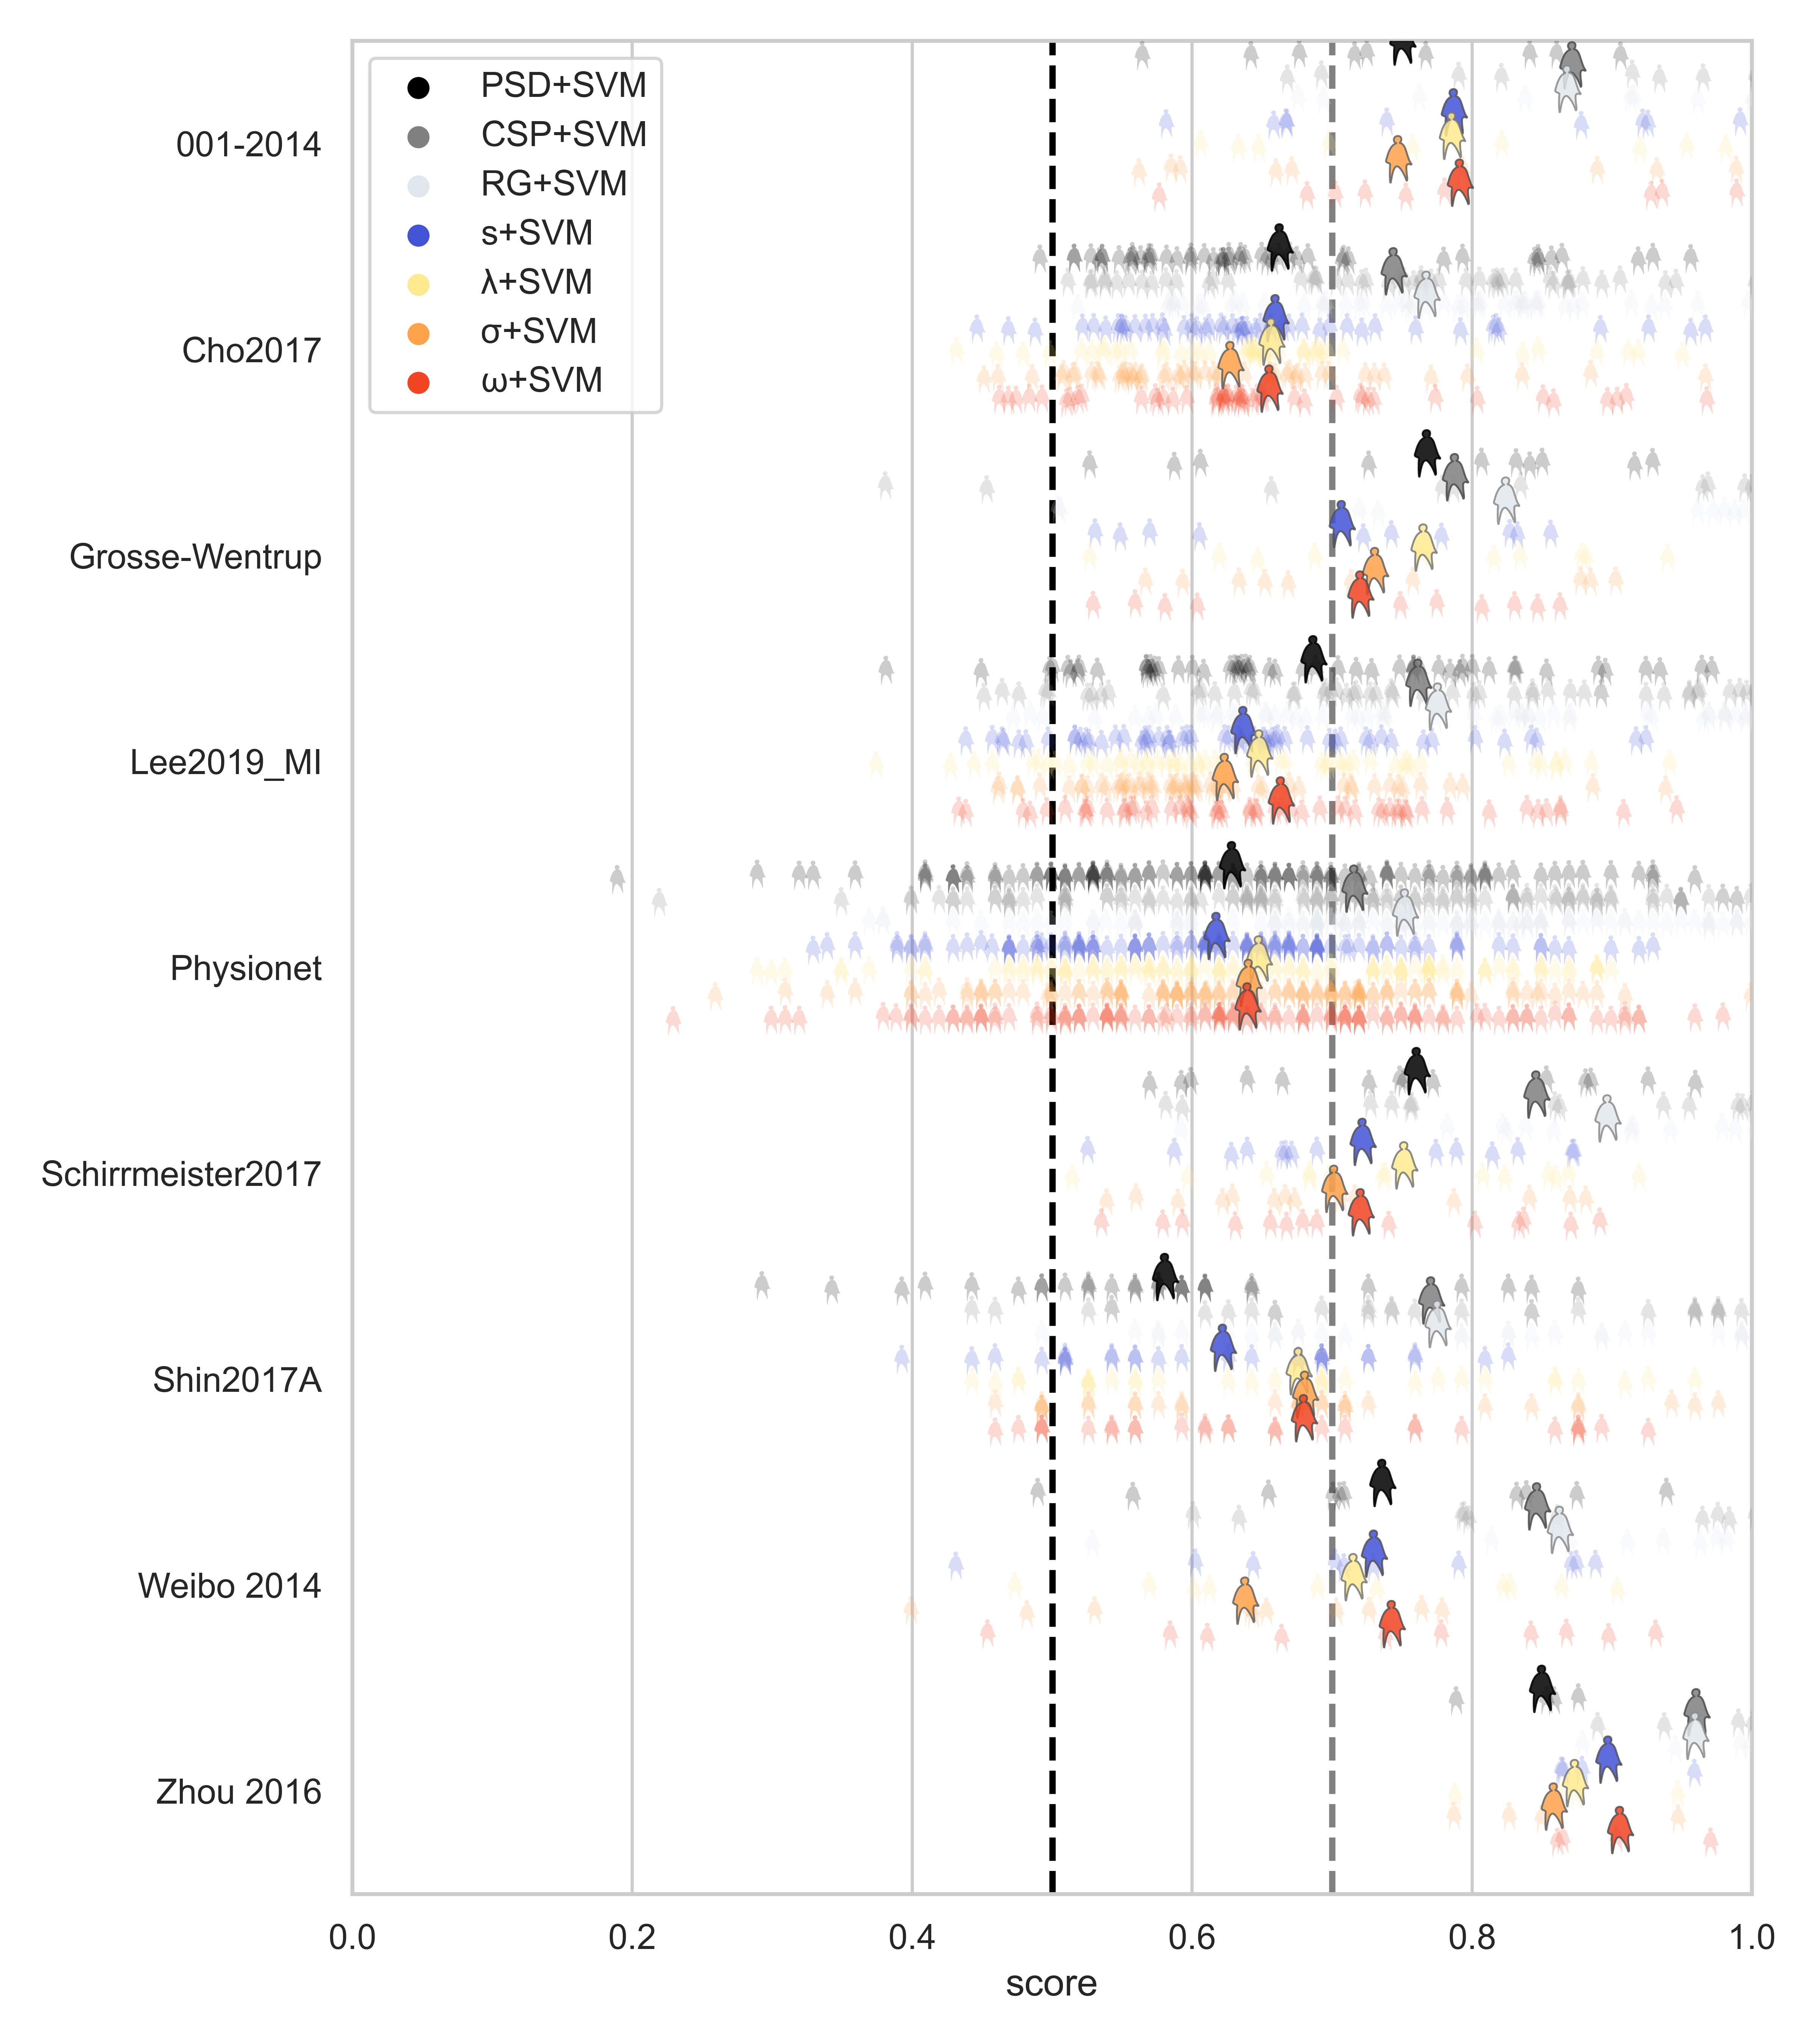 PSD+SVM
CSP+SVM
RG+SVM
s+SVM
λ+SVM
σ+SVM
ω+SVM
001-2014
Cho2017
Grosse-Wentrup
Lee2019_MI
Physionet
Schirrmeister2017
Shin2017A
Weibo 2014
Zhou 2016
0.0 0.2 0.4 0.6 0.8 1.0
score